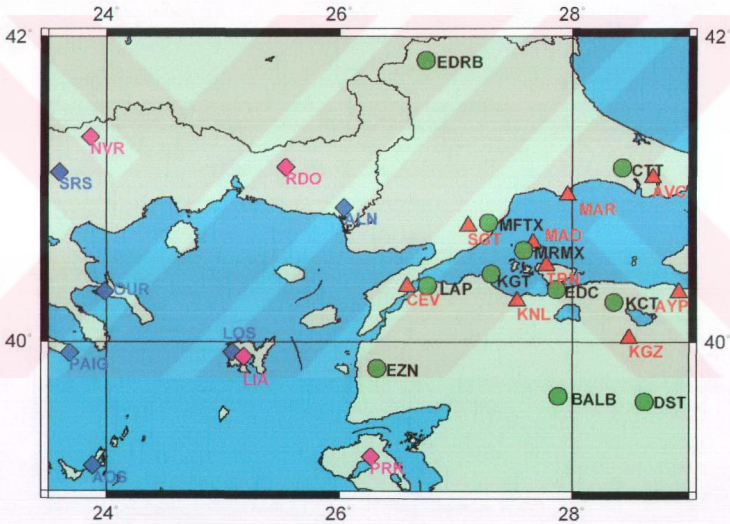 24° 26° 28°
42° 42°
EDRB
NVR
SRS
RDO
CTT
AVC
MAR
ALN
MFTX
SGT
MAD
MRMX
TRN
KGT
OUR
CEV
LAP
EDC
KNL
KCT
AYP
40° 40°
LOS
KGZ
PAIG
LIA
EZN
BALB
DST
PRK
AOS
24° 26° 28°